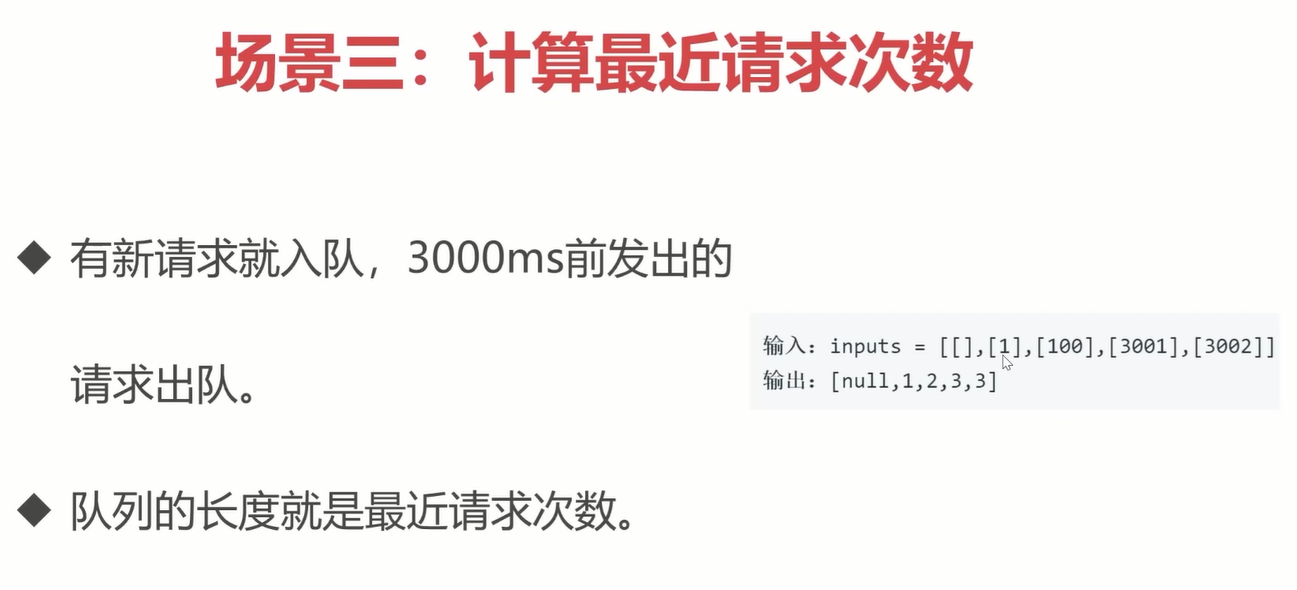 场景三：计算最近请求次数
◆ 有新请求就入队，3000ms前发出的
请求出队。
输入：inputs = [[],[1],[100],[3001],[3002]]
输出：[null,1,2,3,3]
◆ 队列的长度就是最近请求次数。